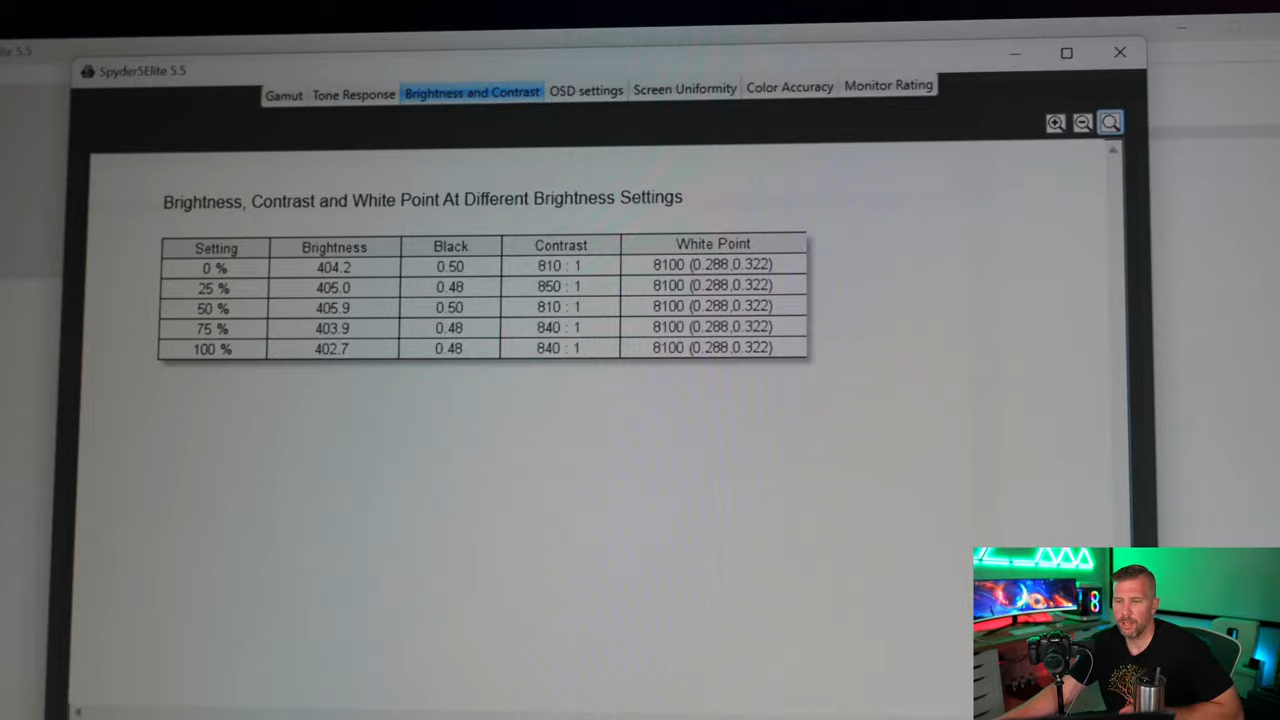 ite 5.5
Spyder5Elite 5.5
Gamut Tone Response Brightness and Contrast OSD settings Screen Uniformity Color Accuracy Monitor Rating
Brightness, Contrast and White Point At Different Brightness Settings
Setting Brightness Black Contrast White Point
0 % 404.2 0.50 810 : 1 8100 (0.288,0.322)
25 % 405.0 0.48 850 : 1 8100 (0.288,0.322)
50 % 405.9 0.50 810 : 1 8100 (0.288,0.322)
75 % 403.9 0.48 840 : 1 8100 (0.288,0.322)
100 % 402.7 0.48 840 : 1 8100 (0.288,0.322)